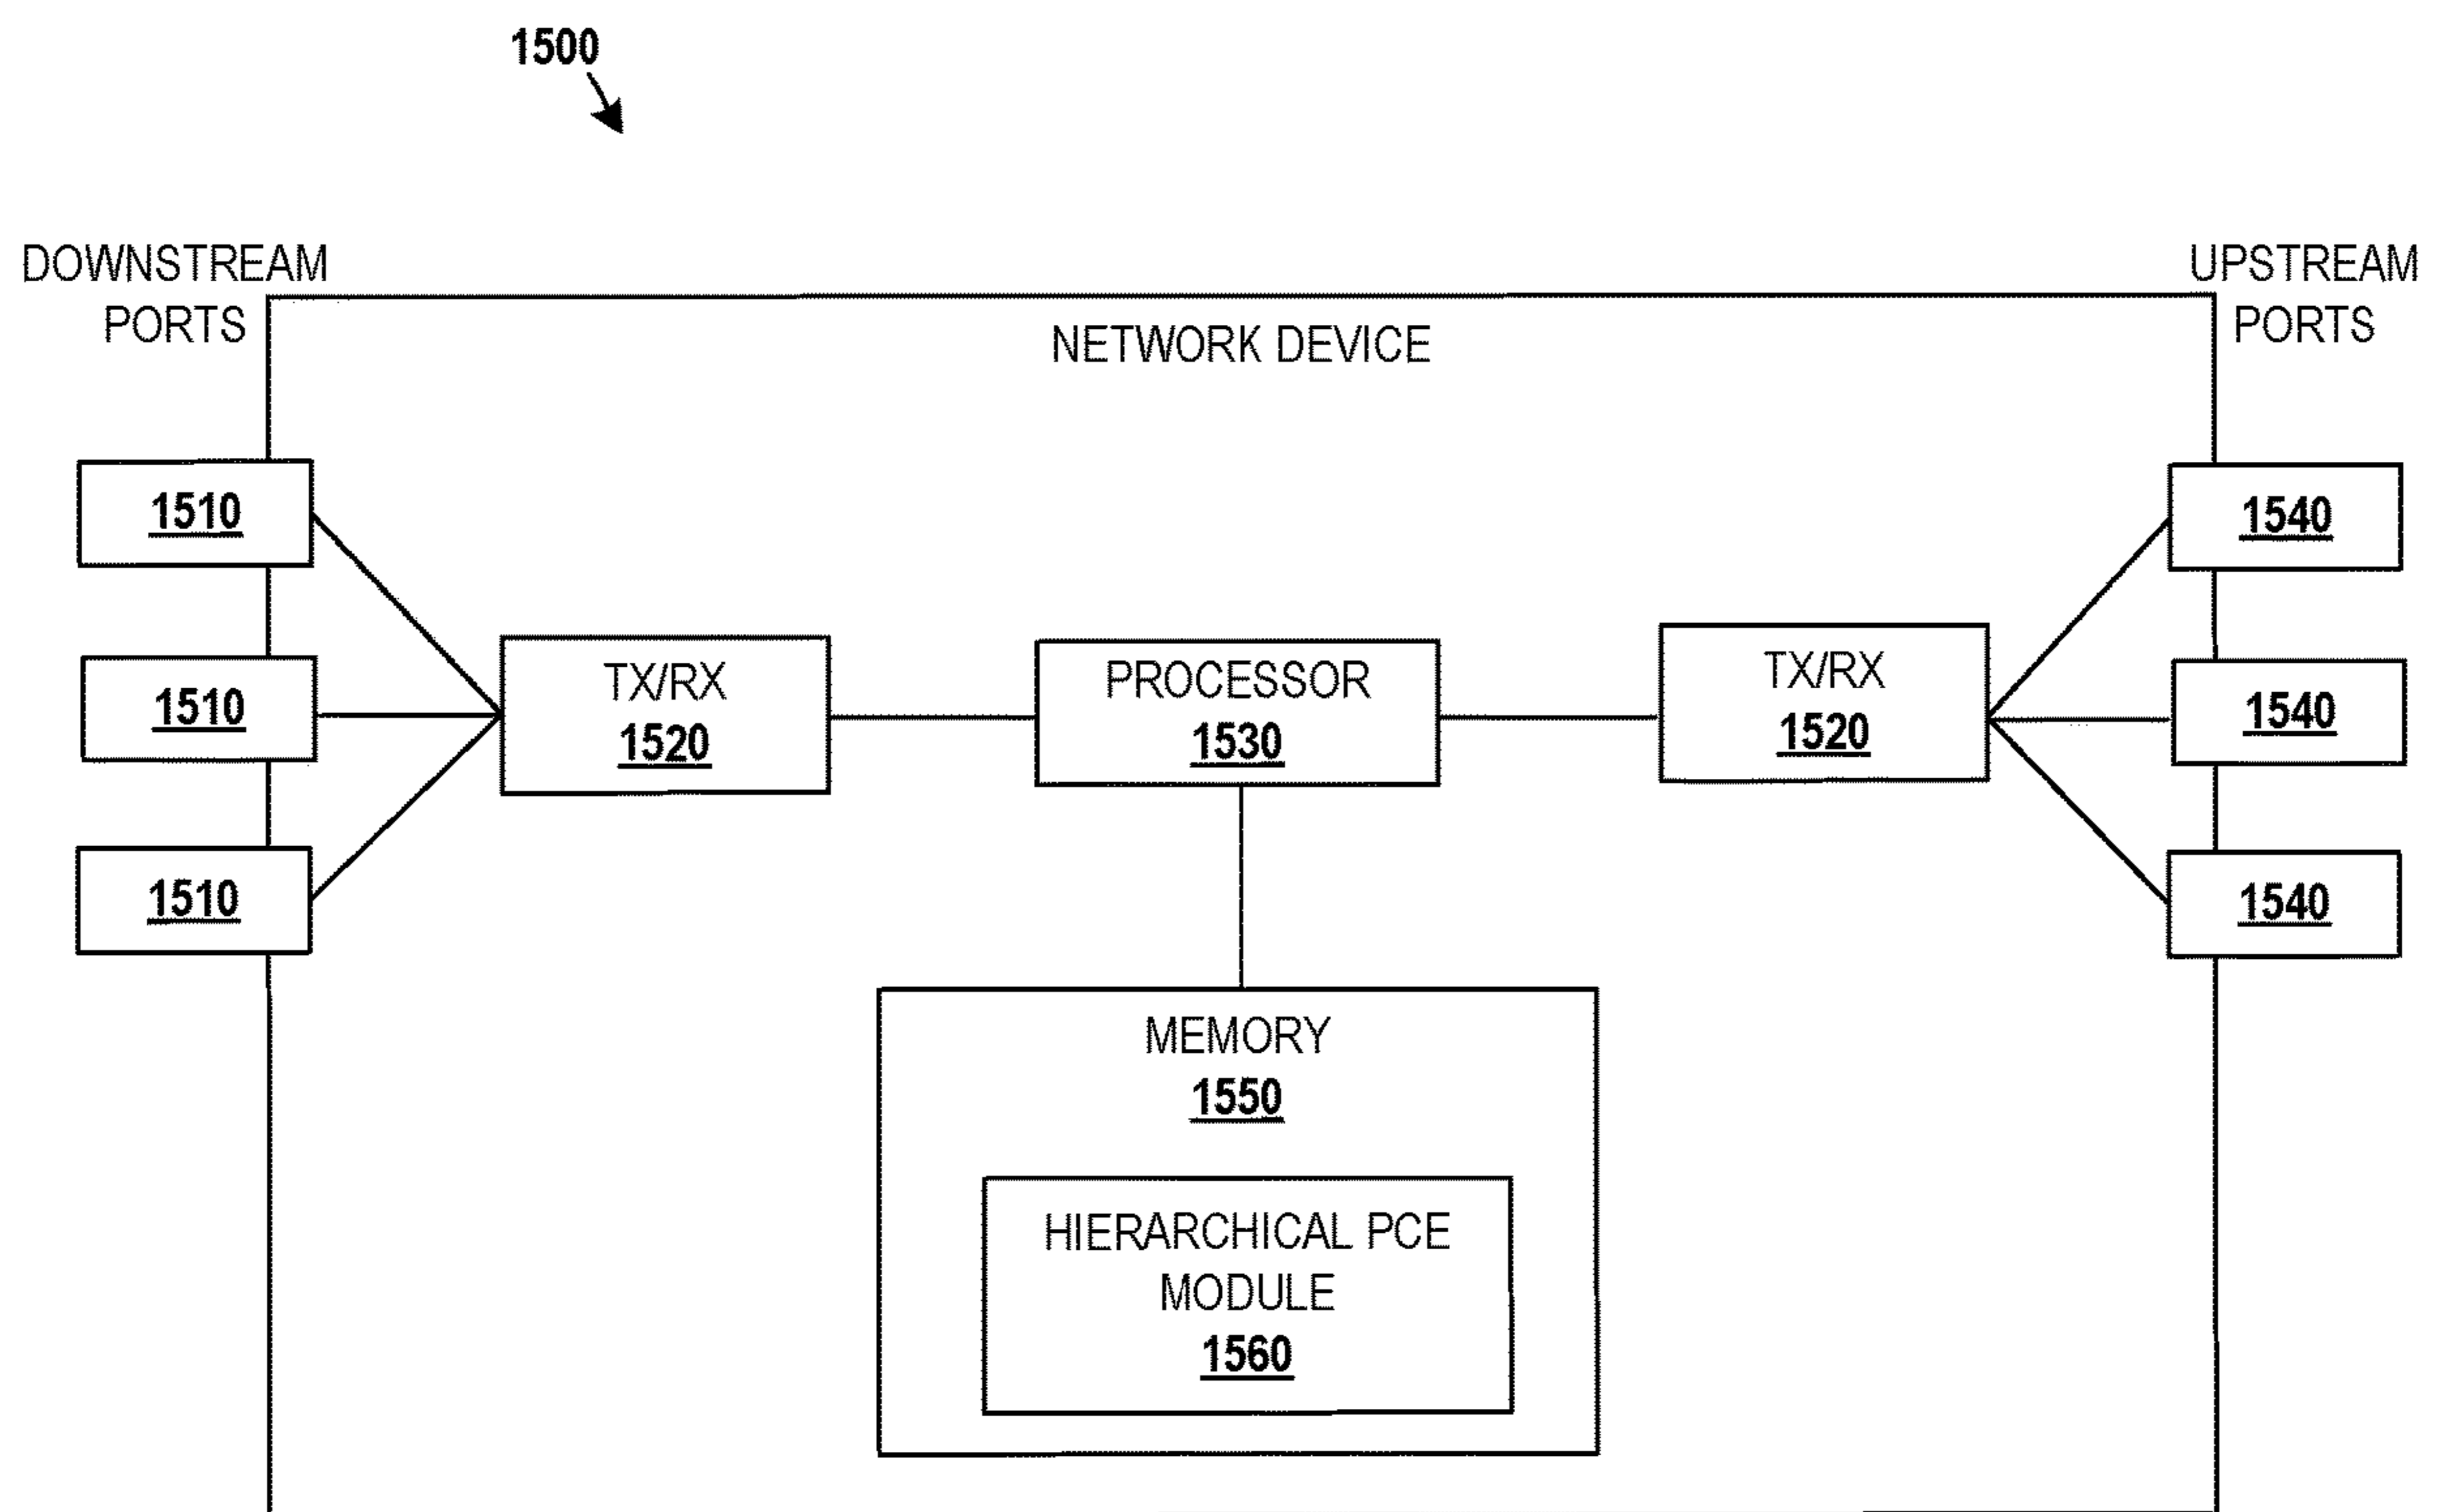 1500
DOWNSTREAM
PORTS
UPSTREAM
PORTS
NETWORK DEVICE
1510
1540
TX/RX
1520
PROCESSOR
1530
TX/RX
1520
1510
1540
1510
1540
MEMORY
1550
HIERARCHICAL PCE
MODULE
1560